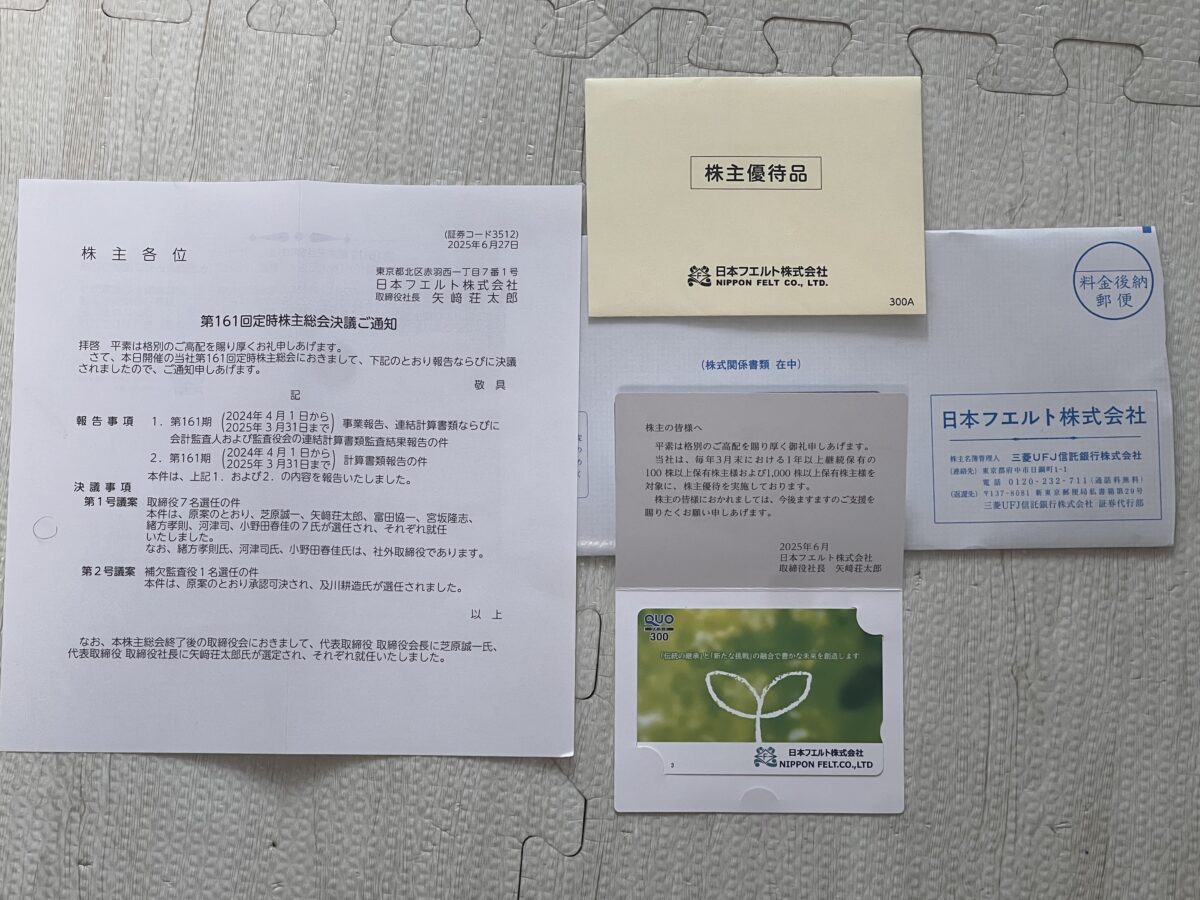 (証券コード3512)
2025年6月27日
株主各位
東京都北区赤羽西一丁目7番1号
日本フエルト株式会社
取締役社長 矢﨑荘太郎
第161回定時株主総会決議ご通知
拝啓 平素は格別のご高配を賜り厚くお礼申しあげます。
さて、本日開催の当社第161回定時株主総会におきまして、下記のとおり報告ならびに決議
されましたので、ご通知申しあげます。
敬具
記
報告事項 1.第161期(2024年4月1日から2025年3月31日まで)事業報告、連結計算書類ならびに
会計監査人および監査役会の連結計算書類監査結果報告の件
2.第161期(2024年4月1日から2025年3月31日まで)計算書類報告の件
本件は、上記1.および2.の内容を報告いたしました。
決議事項
第1号議案 取締役7名選任の件
本件は、原案のとおり、芝原誠一、矢﨑荘太郎、富田協一、宮坂隆志、
緒方孝則、河津司、小野田春佳の7氏が選任され、それぞれ就任
いたしました。
なお、緒方孝則氏、河津司氏、小野田春佳氏は、社外取締役であります。
第2号議案 補欠監査役1名選任の件
本件は、原案のとおり承認可決され、及川耕造氏が選任されました。
以上
なお、本株主総会終了後の取締役会におきまして、代表取締役 取締役会長に芝原誠一氏、
代表取締役 取締役社長に矢﨑荘太郎氏が選定され、それぞれ就任いたしました。
株主優待品
日本フエルト株式会社
NIPPON FELT CO., LTD.
300A
料金後納
郵便
(株式関係書類 在中)
日本フエルト株式会社
株主名簿管理人 三菱UFJ信託銀行株式会社
(連絡先) 東京都府中市日鋼町1-1
電話 0120-232-711(通話料無料)
(返還先) 〒137-8081 新東京郵便局私書箱第29号
三菱UFJ信託銀行株式会社 証券代行部
株主の皆様へ
平素は格別のご高配を賜り厚く御礼申しあげます。
当社は、毎年3月末における1年以上継続保有の
100株以上保有株主様および1,000株以上保有株主様を
対象に、株主優待を実施しております。
株主の皆様におかれましては、今後ますますのご支援を
賜りたくお願い申しあげます。
2025年6月
日本フエルト株式会社
取締役社長 矢﨑荘太郎
QUO
300
「伝統の継承」と「新たな挑戦」の融合で豊かな未来を創造します
日本フエルト株式会社
NIPPON FELT.CO.,LTD
3